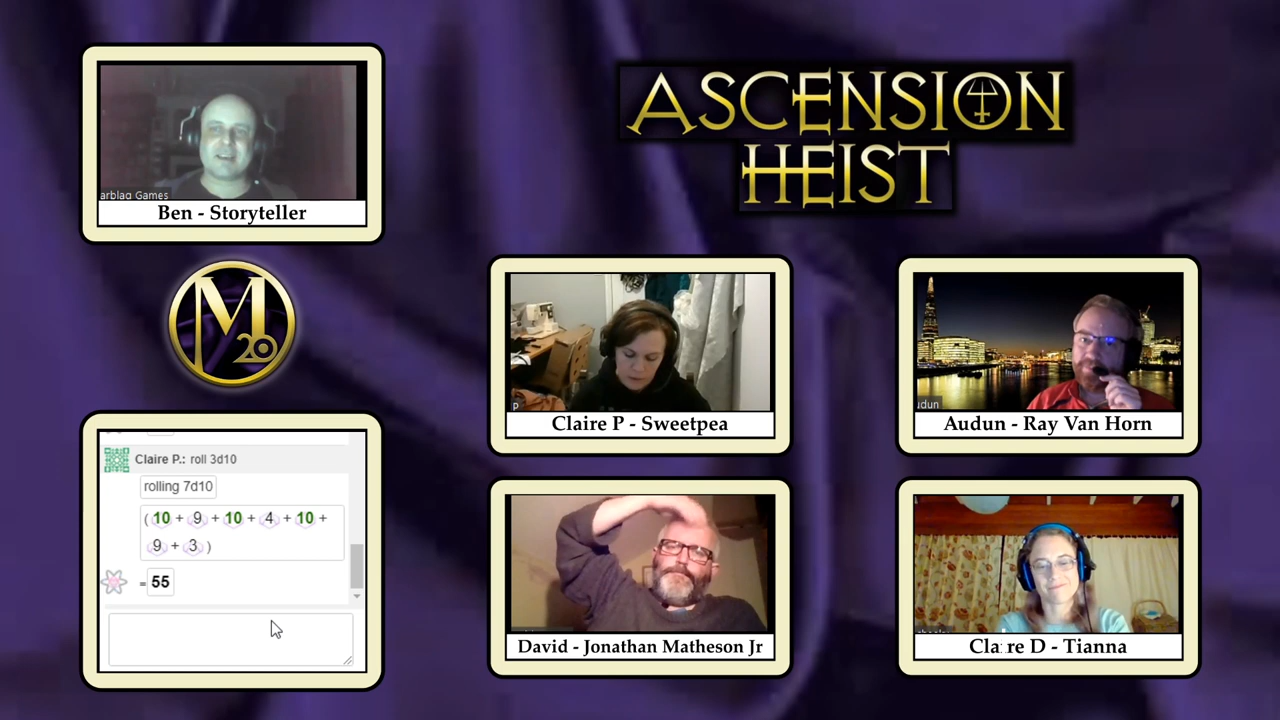 ASCENSION
HEIST
arblag Games
Ben - Storyteller
M
20
P
Claire P - Sweetpea
udun
Audun - Ray Van Horn
Claire P.: roll 3d10
rolling 7d10
(10 + 9 + 10 + 4 + 10 +
9 + 3)
= 55
David - Jonathan Matheson Jr
Claire D - Tianna